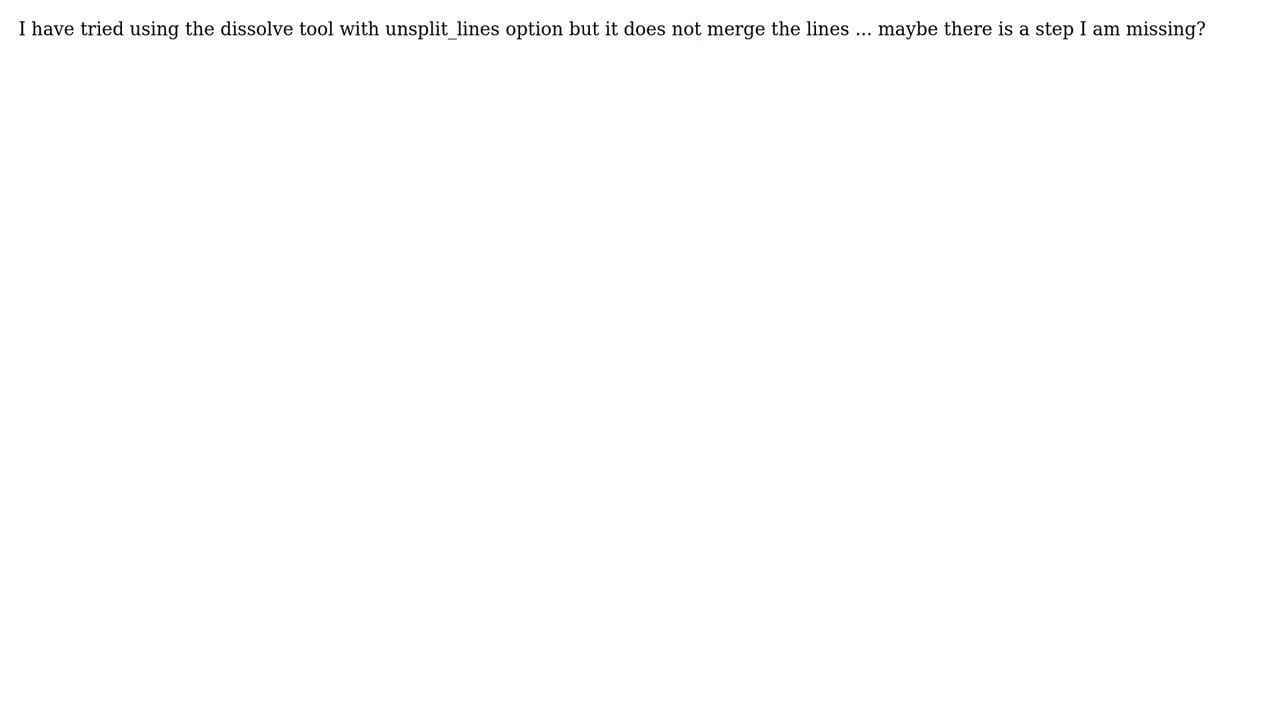 I have tried using the dissolve tool with unsplit_lines option but it does not merge the lines ... maybe there is a step I am missing?